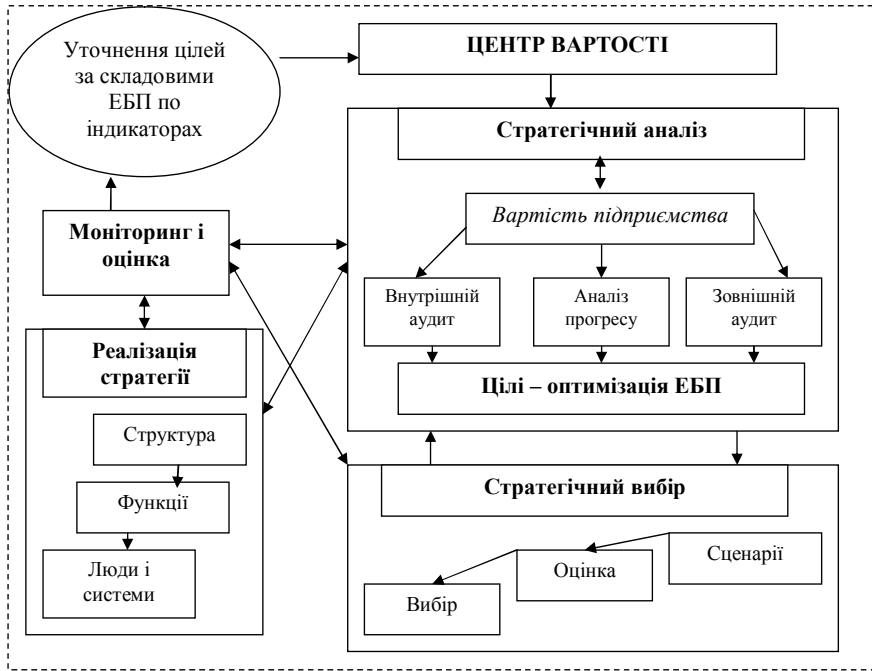 Уточнення цілей
за складовими
ЕБП по
індикаторах
ЦЕНТР ВАРТОСТІ
Стратегічний аналіз
Вартість підприємства
Внутрішній
аудит
Аналіз
прогресу
Зовнішній
аудит
Цілі – оптимізація ЕБП
Моніторинг і
оцінка
Реалізація
стратегії
Структура
Функції
Люди і
системи
Стратегічний вибір
Сценарії
Оцінка
Вибір